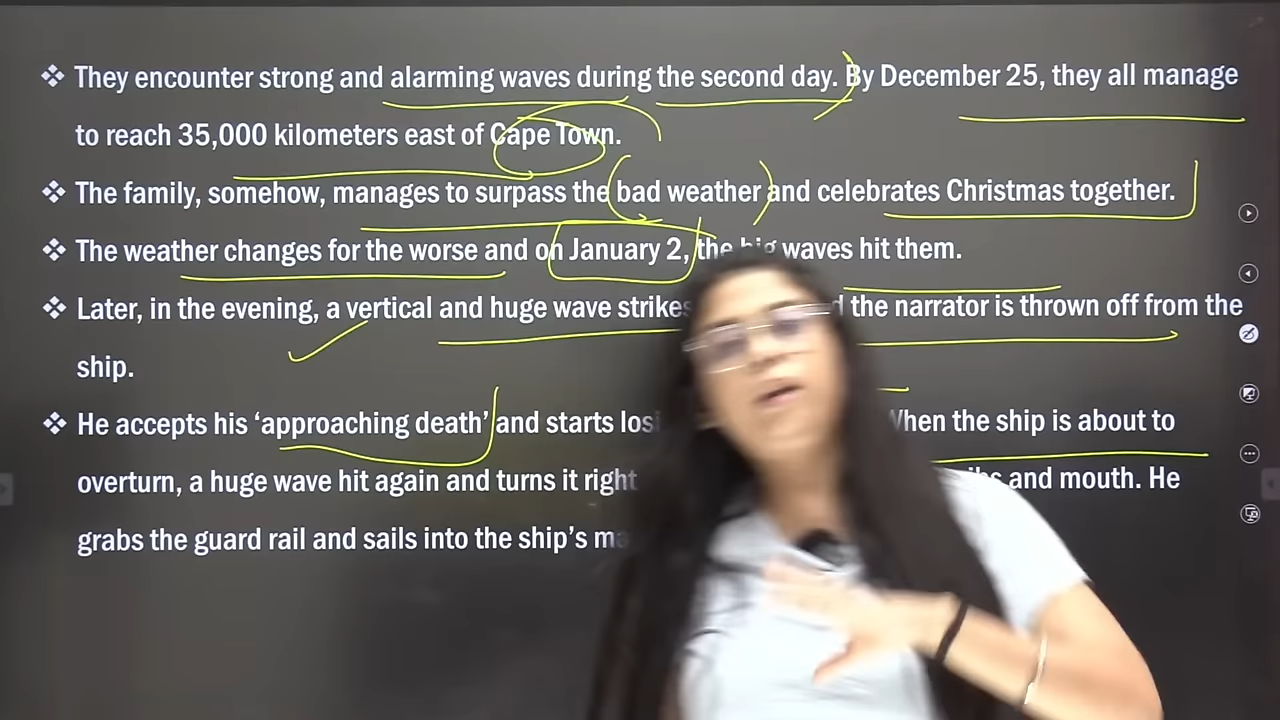 ❖ They encounter strong and alarming waves during the second day. By December 25, they all manage
to reach 35,000 kilometers east of Cape Town.
❖ The family, somehow, manages to surpass the bad weather and celebrates Christmas together.
❖ The weather changes for the worse and on January 2, the big waves hit them.
❖ Later, in the evening, a vertical and huge wave strikes the narrator is thrown off from the
ship.
❖ He accepts his ‘approaching death’ and starts When the ship is about to
overturn, a huge wave hit again and turns it right and mouth. He
grabs the guard rail and sails into the ship’s